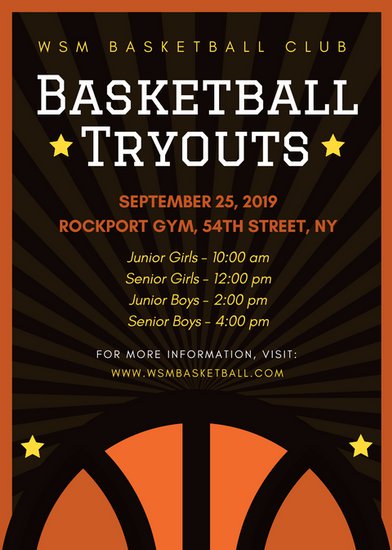 WSM BASKETBALL CLUB
BASKETBALL
TRYOUTS
SEPTEMBER 25, 2019
ROCKPORT GYM, 54TH STREET, NY
Junior Girls - 10:00 am
Senior Girls - 12:00 pm
Junior Boys - 2:00 pm
Senior Boys - 4:00 pm
FOR MORE INFORMATION, VISIT:
WWW.WSMBASKETBALL.COM